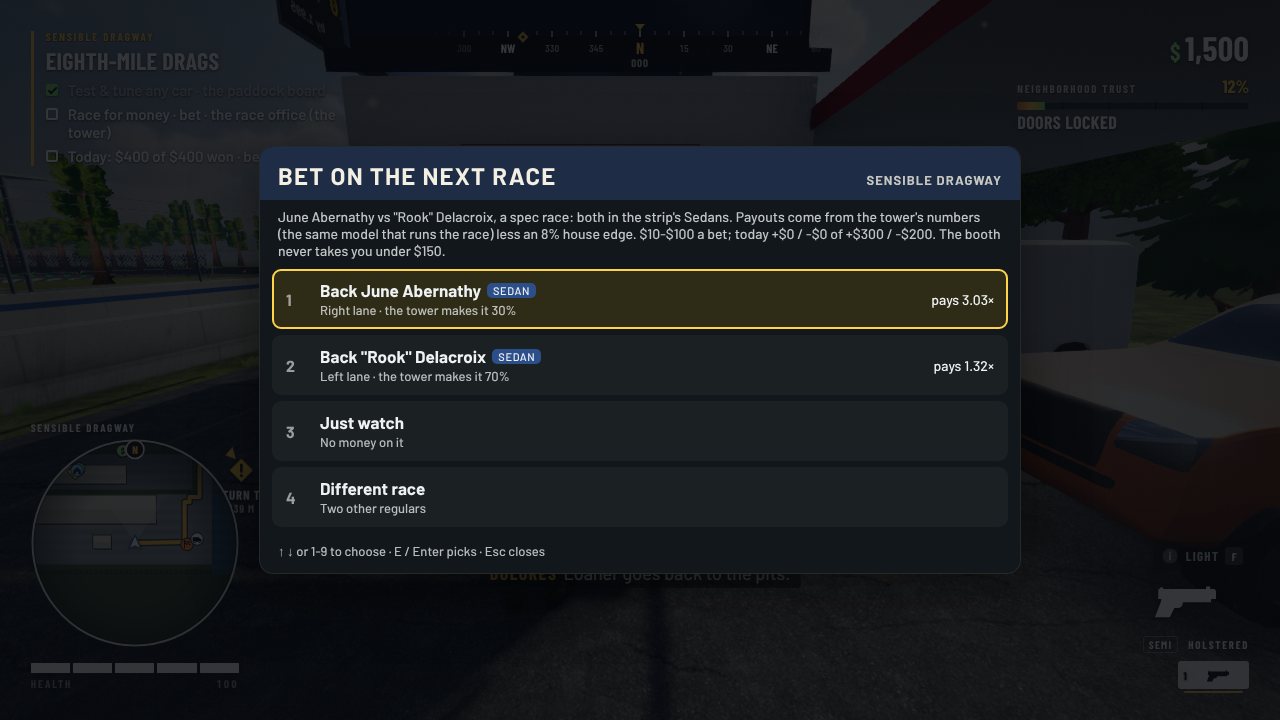 SENSIBLE DRAGWAY
EIGHTH-MILE DRAGS
Test & tune any car · the paddock board
Race for money · bet · the race office (the
tower)
Today: $400 of $400 won · be
300 NW 330 345 N 15 30 NE
000
$1,500
NEIGHBORHOOD TRUST 12%
DOORS LOCKED
BET ON THE NEXT RACE
SENSIBLE DRAGWAY
June Abernathy vs "Rook" Delacroix, a spec race: both in the strip's Sedans. Payouts come from the tower's numbers
(the same model that runs the race) less an 8% house edge. $10-$100 a bet; today +$0 / -$0 of +$300 / -$200. The booth
never takes you under $150.
1 Back June Abernathy SEDAN
Right lane · the tower makes it 30%
pays 3.03×
2 Back "Rook" Delacroix SEDAN
Left lane · the tower makes it 70%
pays 1.32×
3 Just watch
No money on it
4 Different race
Two other regulars
↑ ↓ or 1-9 to choose · E / Enter picks · Esc closes
DOLORES Loaner goes back to the pits.
SENSIBLE DRAGWAY
N
TURN T
39 M
HEALTH 100
LIGHT F
SEMI HOLSTERED
1